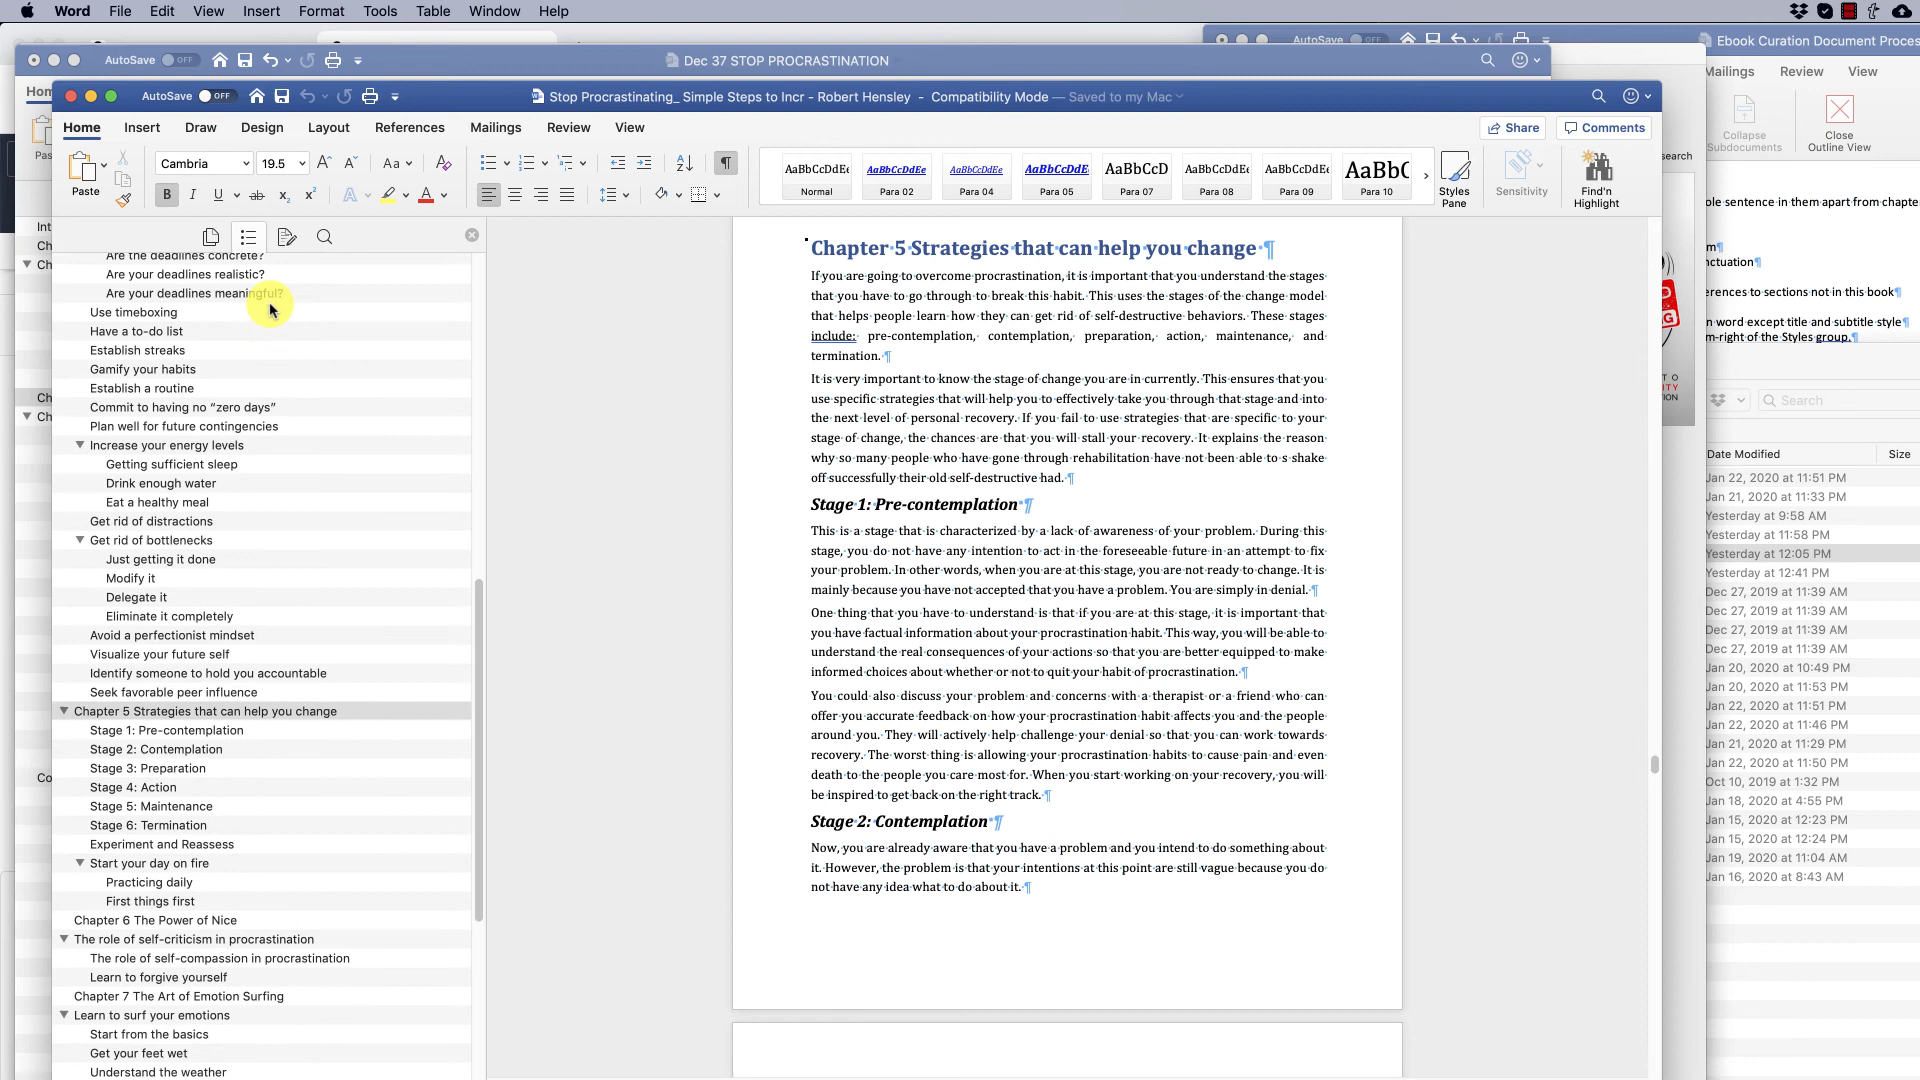 Word File Edit View Insert Format Tools Table Window Help
AutoSave OFF
Ebook Curation Document Proces
AutoSave OFF Dec 37 STOP PROCRASTINATION
Mailings Review View
AutoSave OFF Stop Procrastinating_ Simple Steps to Incr - Robert Hensley - Compatibility Mode — Saved to my Mac
Home Insert Draw Design Layout References Mailings Review View Share Comments
Collapse Subdocuments
Close Outline View
Cambria 19.5
Paste
AaBbCcDdEe Normal
AaBbCcDdEe Para 02
AaBbCcDdEe Para 04
AaBbCcDdE Para 05
AaBbCcD Para 07
AaBbCcDdEe Para 08
AaBbCcDdEe Para 09
AaBbC Para 10
Styles Pane
Sensitivity
Find'n Highlight
Are the deadlines concrete?
Are your deadlines realistic?
Are your deadlines meaningful?
Use timeboxing
Have a to-do list
Establish streaks
Gamify your habits
Establish a routine
Commit to having no “zero days”
Plan well for future contingencies
Increase your energy levels
Getting sufficient sleep
Drink enough water
Eat a healthy meal
Get rid of distractions
Get rid of bottlenecks
Just getting it done
Modify it
Delegate it
Eliminate it completely
Avoid a perfectionist mindset
Visualize your future self
Identify someone to hold you accountable
Seek favorable peer influence
Chapter 5 Strategies that can help you change
Stage 1: Pre-contemplation
Stage 2: Contemplation
Stage 3: Preparation
Stage 4: Action
Stage 5: Maintenance
Stage 6: Termination
Experiment and Reassess
Start your day on fire
Practicing daily
First things first
Chapter 6 The Power of Nice
The role of self-criticism in procrastination
The role of self-compassion in procrastination
Learn to forgive yourself
Chapter 7 The Art of Emotion Surfing
Learn to surf your emotions
Start from the basics
Get your feet wet
Understand the weather
Chapter 5 Strategies that can help you change ¶
If you are going to overcome procrastination, it is important that you understand the stages
that you have to go through to break this habit. This uses the stages of the change model
that helps people learn how they can get rid of self-destructive behaviors. These stages
include: pre-contemplation, contemplation, preparation, action, maintenance, and
termination. ¶
It is very important to know the stage of change you are in currently. This ensures that you
use specific strategies that will help you to effectively take you through that stage and into
the next level of personal recovery. If you fail to use strategies that are specific to your
stage of change, the chances are that you will stall your recovery. It explains the reason
why so many people who have gone through rehabilitation have not been able to s shake
off successfully their old self-destructive had. ¶
Stage 1: Pre-contemplation ¶
This is a stage that is characterized by a lack of awareness of your problem. During this
stage, you do not have any intention to act in the foreseeable future in an attempt to fix
your problem. In other words, when you are at this stage, you are not ready to change. It is
mainly because you have not accepted that you have a problem. You are simply in denial. ¶
One thing that you have to understand is that if you are at this stage, it is important that
you have factual information about your procrastination habit. This way, you will be able to
understand the real consequences of your actions so that you are better equipped to make
informed choices about whether or not to quit your habit of procrastination. ¶
You could also discuss your problem and concerns with a therapist or a friend who can
offer you accurate feedback on how your procrastination habit affects you and the people
around you. They will actively help challenge your denial so that you can work towards
recovery. The worst thing is allowing your procrastination habits to cause pain and even
death to the people you care most for. When you start working on your recovery, you will
be inspired to get back on the right track. ¶
Stage 2: Contemplation ¶
Now, you are already aware that you have a problem and you intend to do something about
it. However, the problem is that your intentions at this point are still vague because you do
not have any idea what to do about it. ¶
ole sentence in them apart from chapter
nctuation¶
erences to sections not in this book¶
n word except title and subtitle style¶
m-right of the Styles group.¶
Search
Date Modified Size
Jan 22, 2020 at 11:51 PM
Jan 21, 2020 at 11:33 PM
Yesterday at 9:58 AM
Yesterday at 11:58 PM
Yesterday at 12:05 PM
Yesterday at 12:41 PM
Dec 27, 2019 at 11:39 AM
Dec 27, 2019 at 11:39 AM
Dec 27, 2019 at 11:39 AM
Dec 27, 2019 at 11:39 AM
Jan 20, 2020 at 10:49 PM
Jan 20, 2020 at 11:53 PM
Jan 22, 2020 at 11:51 PM
Jan 22, 2020 at 11:46 PM
Jan 21, 2020 at 11:29 PM
Jan 22, 2020 at 11:50 PM
Oct 10, 2019 at 1:32 PM
Jan 18, 2020 at 4:55 PM
Jan 15, 2020 at 12:23 PM
Jan 15, 2020 at 12:24 PM
Jan 19, 2020 at 11:04 AM
Jan 16, 2020 at 8:43 AM